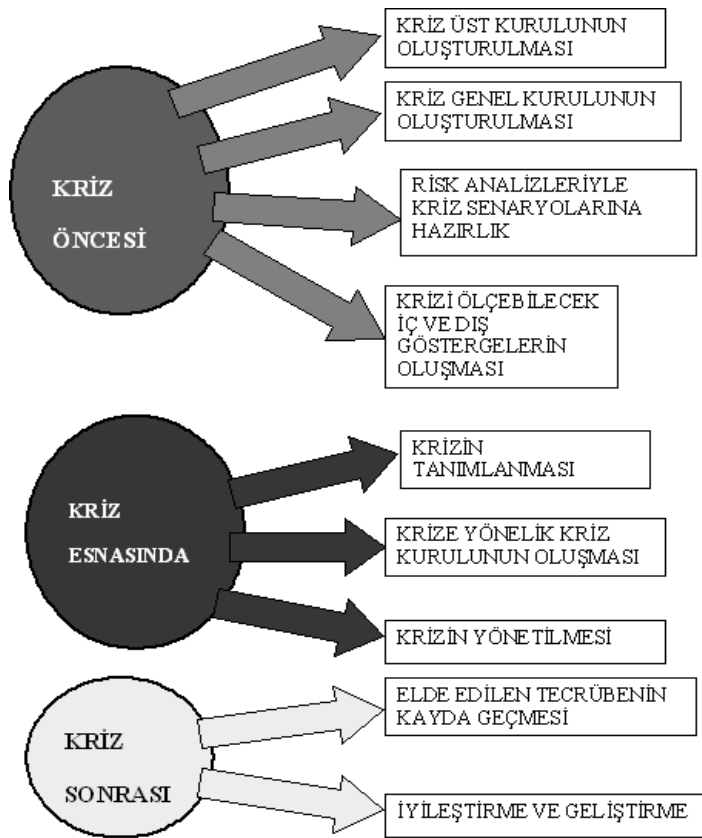 KRİZ
ÖNCESİ
KRİZ ÜST KURULUNUN
OLUŞTURULMASI
KRİZ GENEL KURULUNUN
OLUŞTURULMASI
RİSK ANALİZLERİYLE
KRİZ SENARYOLARINA
HAZIRLIK
KRİZİ ÖLÇEBİLECEK
İÇ VE DIŞ
GÖSTERGELERİN
OLUŞMASI
KRİZ
ESNASINDA
KRİZİN
TANIMLANMASI
KRİZE YÖNELİK KRİZ
KURULUNUN OLUŞMASI
KRİZİN YÖNETİLMESİ
KRİZ
SONRASI
ELDE EDİLEN TECRÜBENİN
KAYDA GEÇMESİ
İYİLEŞTİRME VE GELİŞTİRME